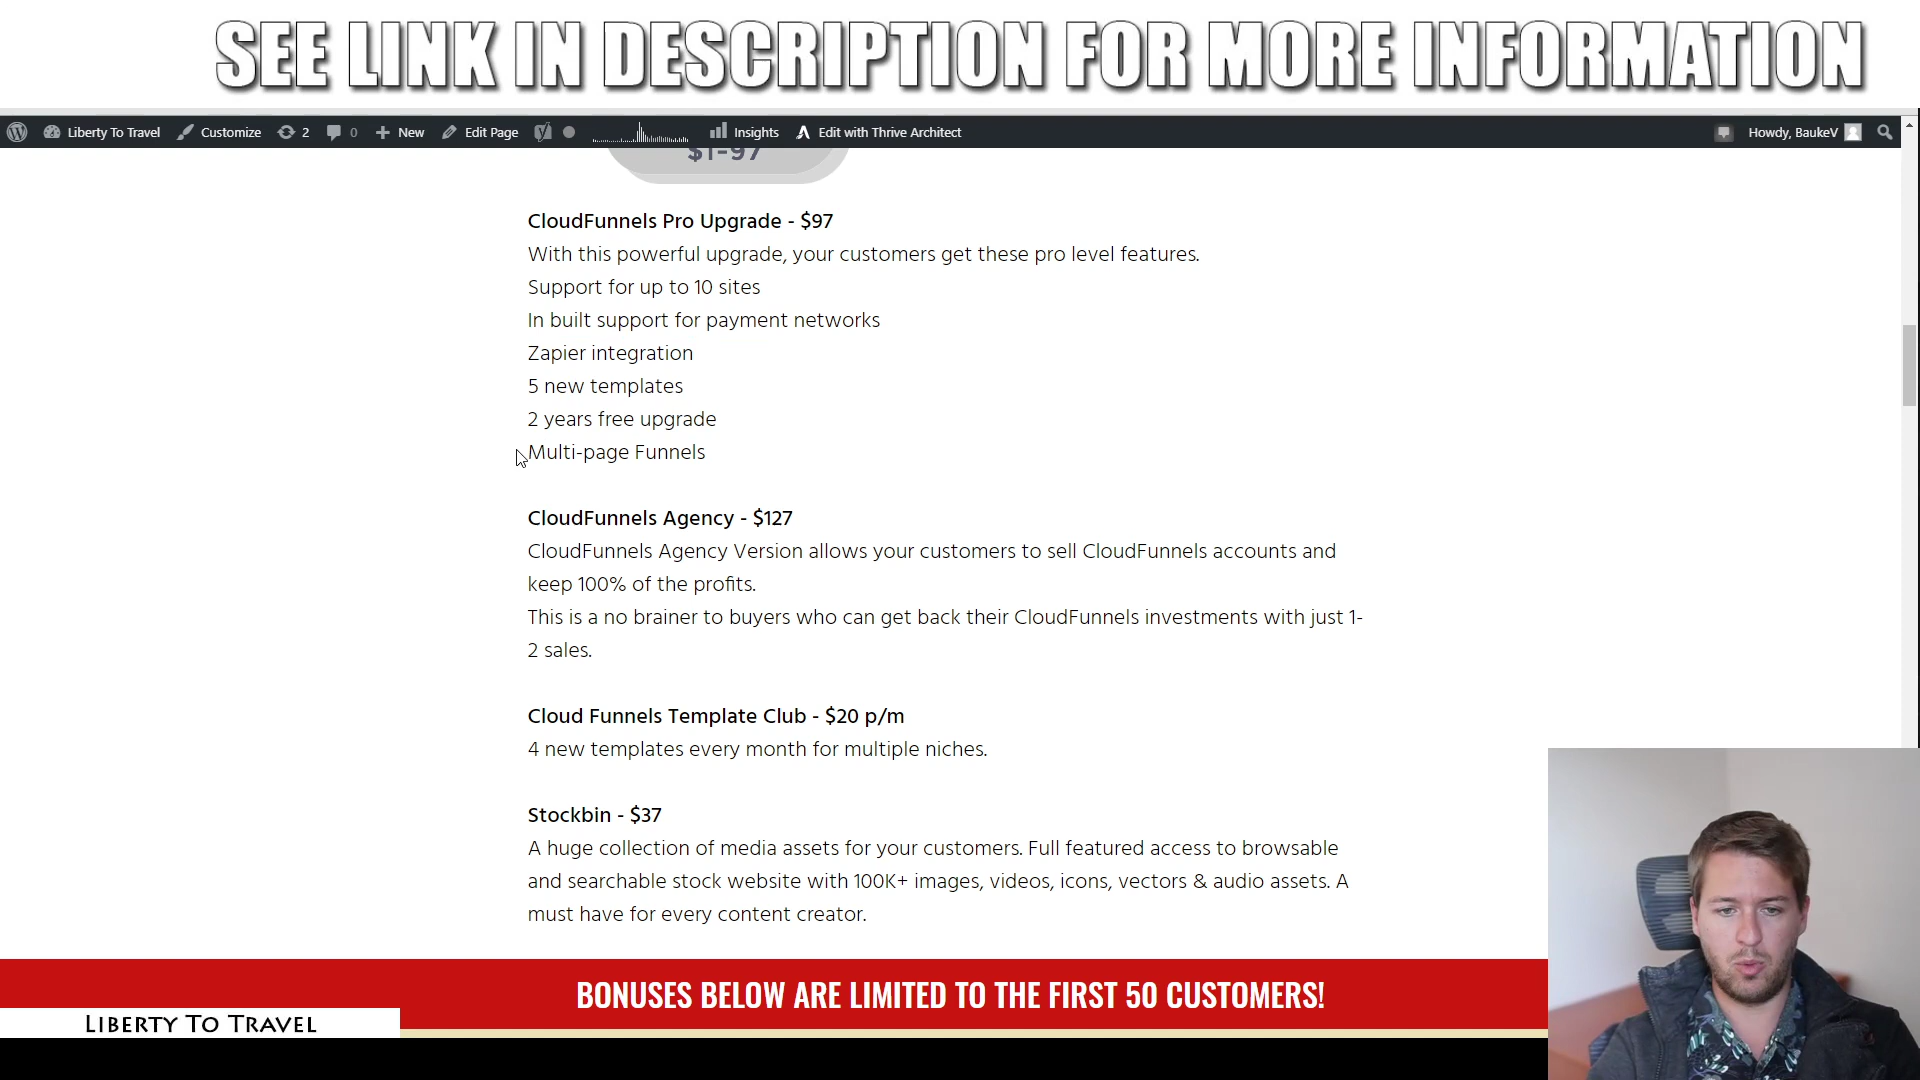 SEE LINK IN DESCRIPTION FOR MORE INFORMATION
Liberty To Travel Customize 2 0 New Edit Page Insights Edit with Thrive Architect Howdy, BaukeV
$1-97
CloudFunnels Pro Upgrade - $97
With this powerful upgrade, your customers get these pro level features.
Support for up to 10 sites
In built support for payment networks
Zapier integration
5 new templates
2 years free upgrade
Multi-page Funnels
CloudFunnels Agency - $127
CloudFunnels Agency Version allows your customers to sell CloudFunnels accounts and
keep 100% of the profits.
This is a no brainer to buyers who can get back their CloudFunnels investments with just 1-
2 sales.
Cloud Funnels Template Club - $20 p/m
4 new templates every month for multiple niches.
Stockbin - $37
A huge collection of media assets for your customers. Full featured access to browsable
and searchable stock website with 100K+ images, videos, icons, vectors & audio assets. A
must have for every content creator.
BONUSES BELOW ARE LIMITED TO THE FIRST 50 CUSTOMERS!
LIBERTY TO TRAVEL